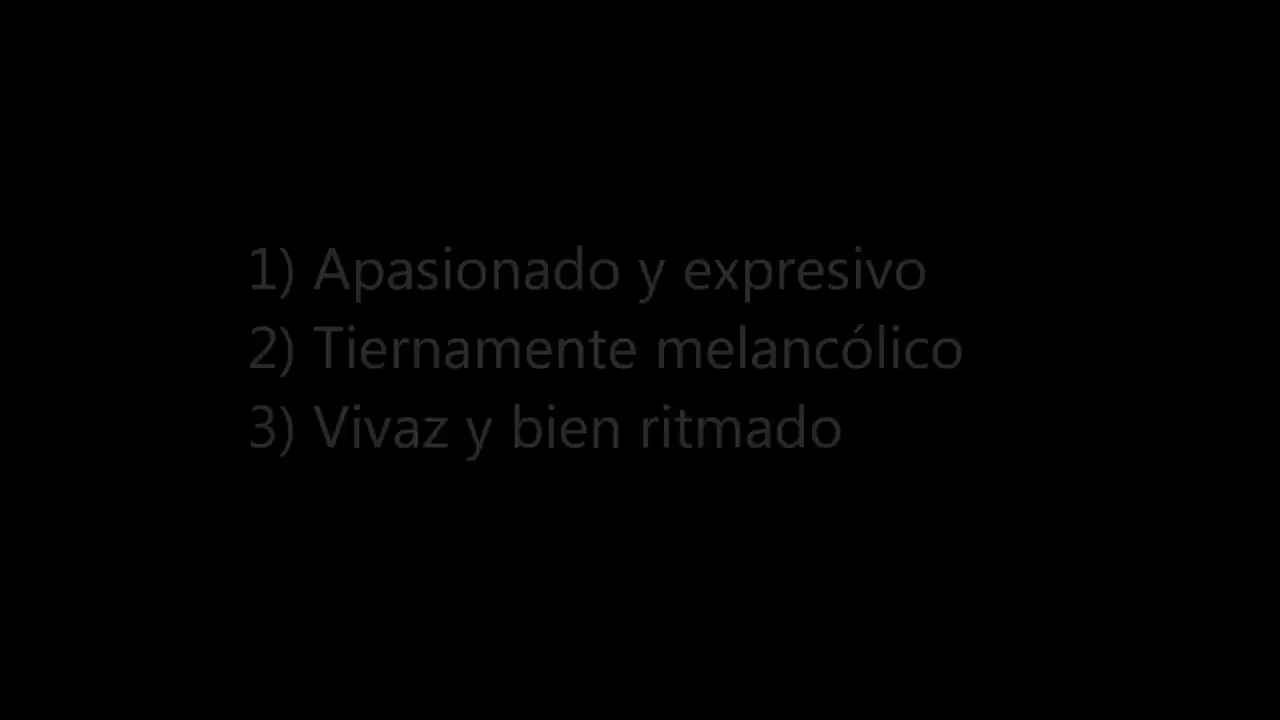 1) Apasionado y expresivo
2) Tiernamente melancólico
3) Vivaz y bien ritmado